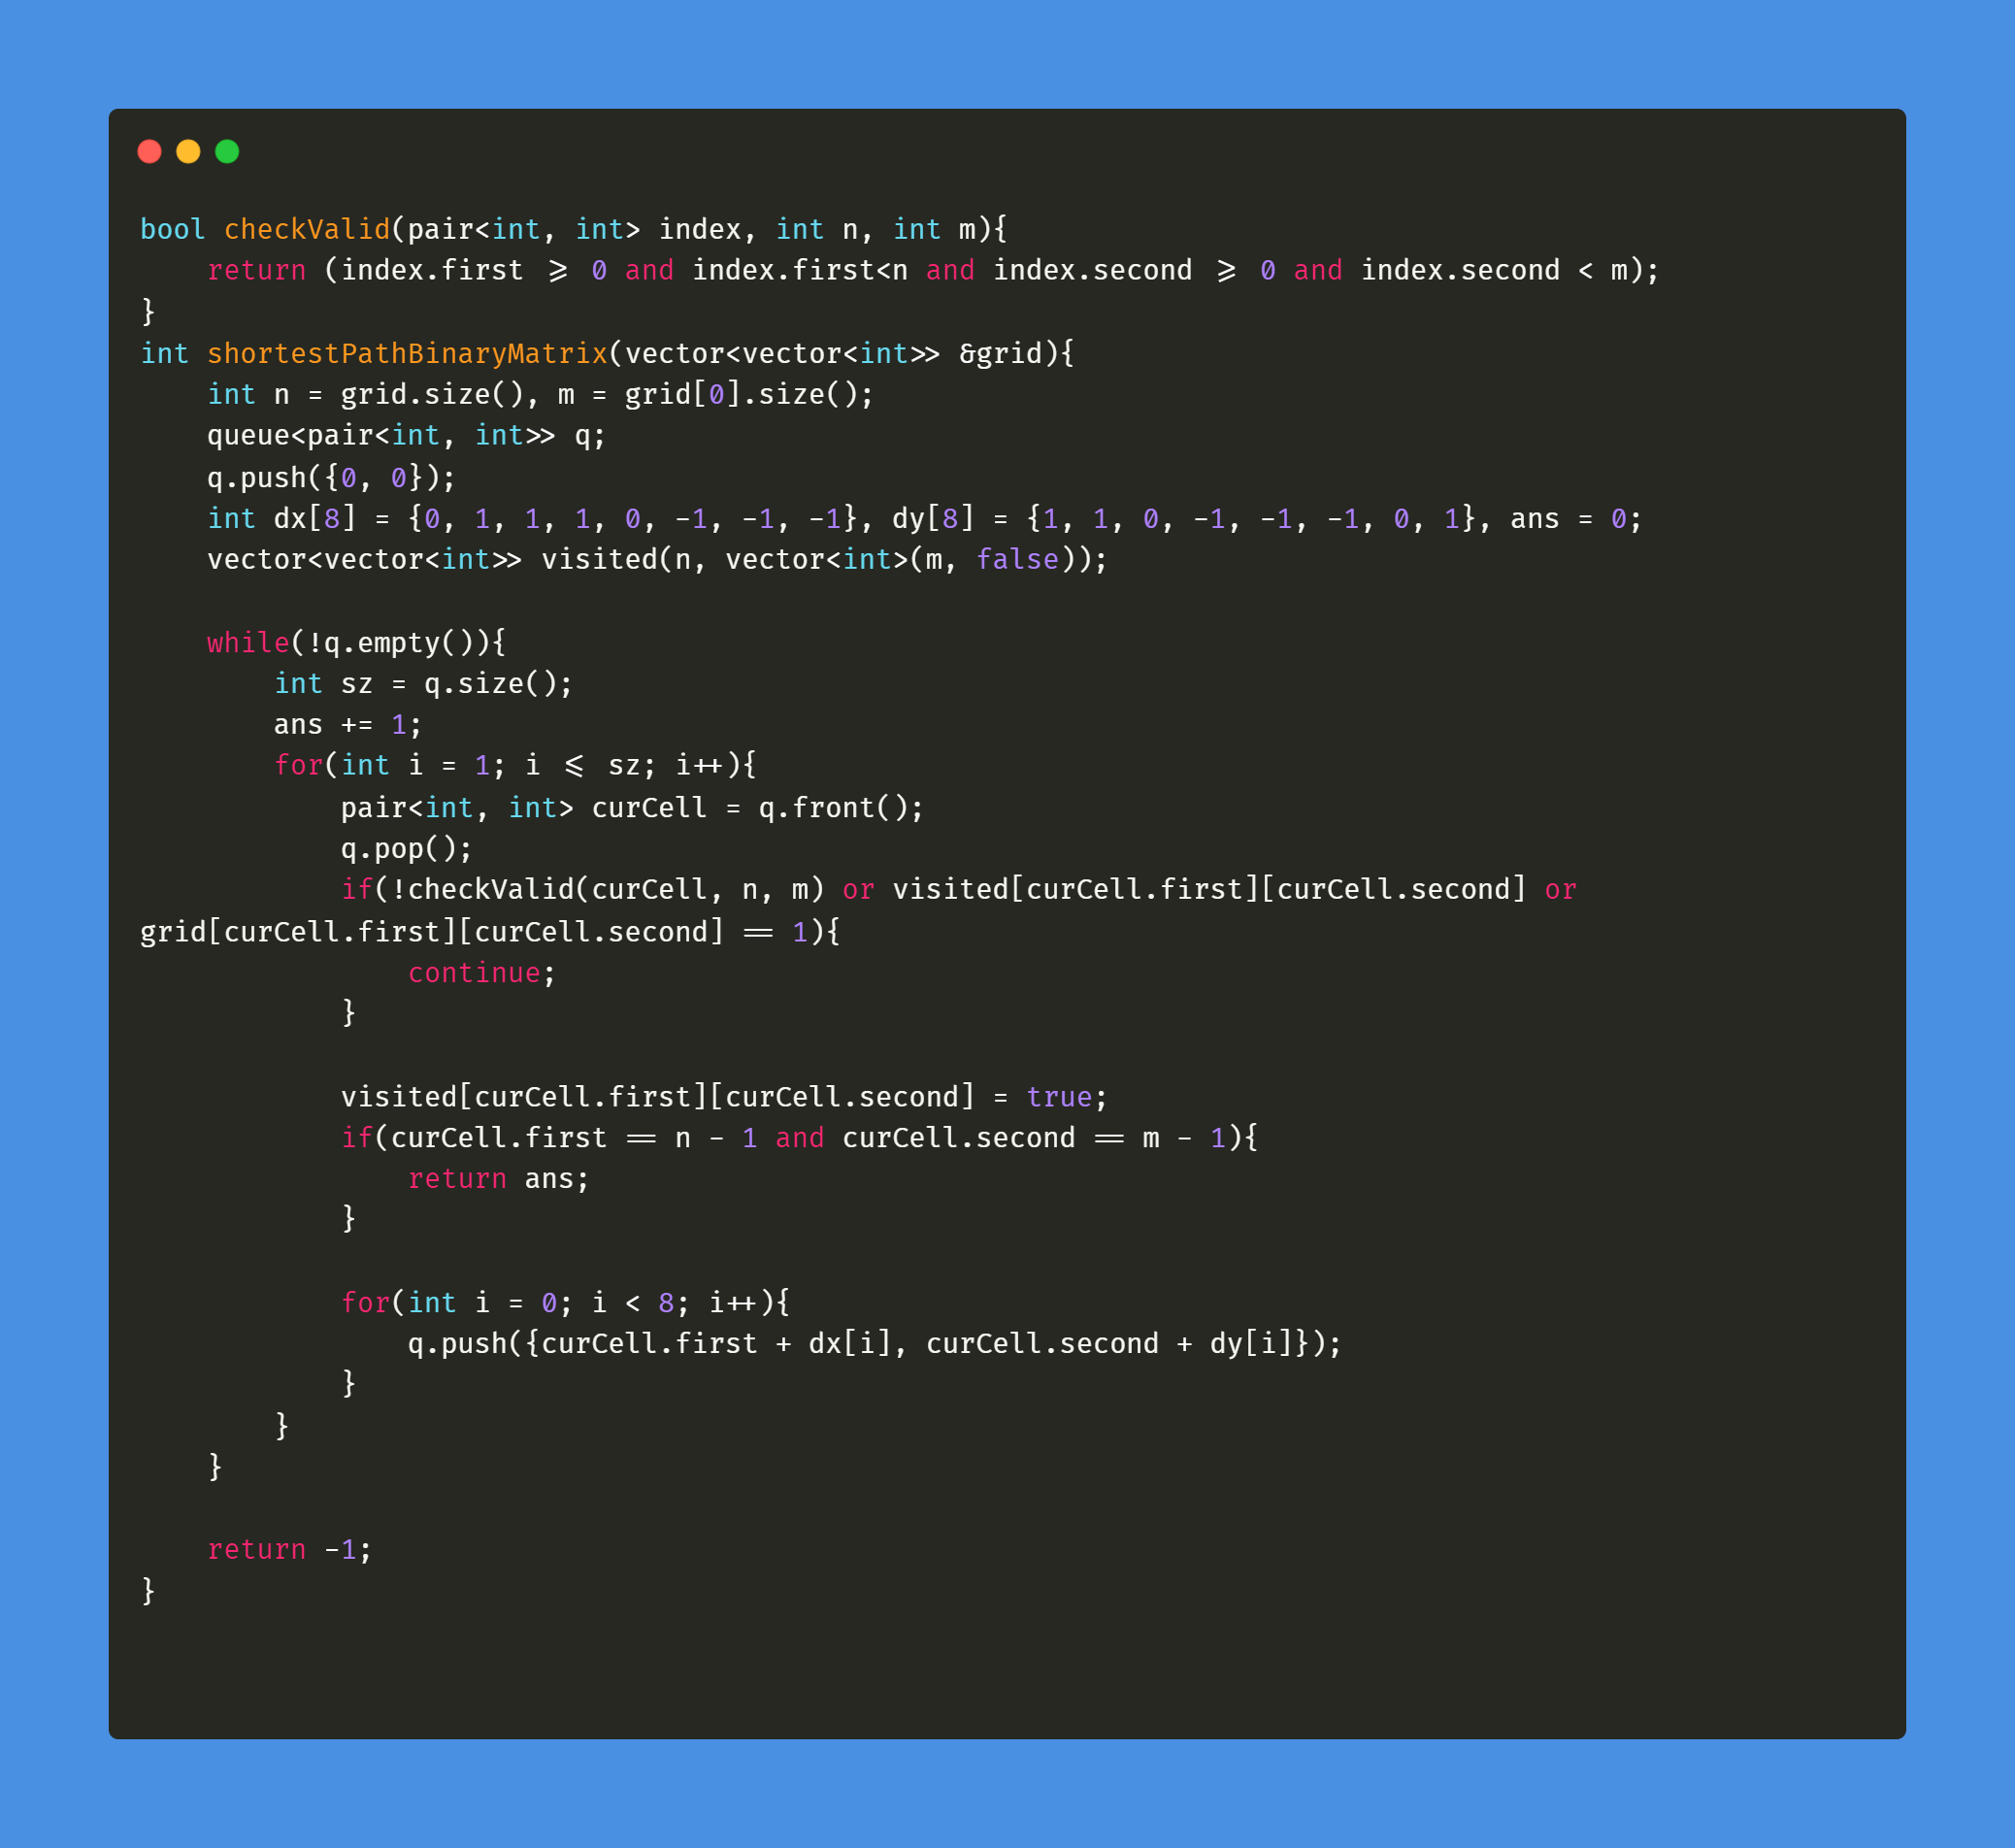 bool checkValid(pair<int, int> index, int n, int m){
    return (index.first >= 0 and index.first<n and index.second >= 0 and index.second < m);
}
int shortestPathBinaryMatrix(vector<vector<int>> &grid){
    int n = grid.size(), m = grid[0].size();
    queue<pair<int, int>> q;
    q.push({0, 0});
    int dx[8] = {0, 1, 1, 1, 0, -1, -1, -1}, dy[8] = {1, 1, 0, -1, -1, -1, 0, 1}, ans = 0;
    vector<vector<int>> visited(n, vector<int>(m, false));

    while(!q.empty()){
        int sz = q.size();
        ans += 1;
        for(int i = 1; i <= sz; i++){
            pair<int, int> curCell = q.front();
            q.pop();
            if(!checkValid(curCell, n, m) or visited[curCell.first][curCell.second] or
grid[curCell.first][curCell.second] == 1){
                continue;
            }

            visited[curCell.first][curCell.second] = true;
            if(curCell.first == n - 1 and curCell.second == m - 1){
                return ans;
            }

            for(int i = 0; i < 8; i++){
                q.push({curCell.first + dx[i], curCell.second + dy[i]});
            }
        }
    }

    return -1;
}